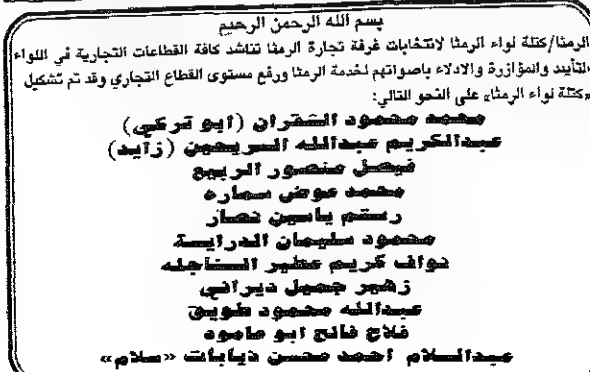 بسم الله الرحمن الرحيم
الرمثا/كتلة لواء الرمثا لانتخابات غرفة تجارة الرمثا تناشد كافة القطاعات التجارية في اللواء
التأييد والمؤازرة والادلاء باصواتهم لخدمة الرمثا ورفع مستوى القطاع التجاري وقد تم تشكيل
«كتلة لواء الرمثا» على النحو التالي:
محمد محمود الشقران (ابو تركي)
عبدالكريم عبدالله السريحين (زايد)
فيصل منصور الربيع
محمد عوض سماره
رستم ياسين نصار
محمود سليمان الدرايسة
نواف كريم عطير
زهير جميل ديراني
عبدالله محمود طويق
فلاح فالح ابو عامود
عبدالسلام احمد محسن ذيابات «سلام»